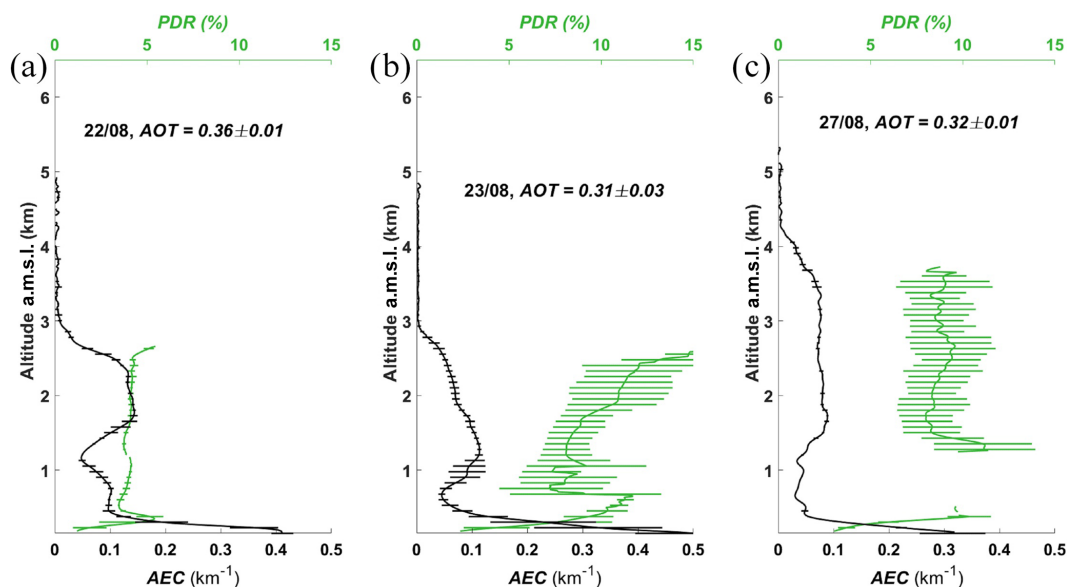 PDR (%)
0 5 10 15
(a)
22/08, AOT = 0.36±0.01
6
5
4
3
2
1
Altitude a.m.s.l. (km)
0 0.1 0.2 0.3 0.4 0.5
AEC (km⁻¹)
PDR (%)
0 5 10 15
(b)
23/08, AOT = 0.31±0.03
6
5
4
3
2
1
Altitude a.m.s.l. (km)
0 0.1 0.2 0.3 0.4 0.5
AEC (km⁻¹)
PDR (%)
0 5 10 15
(c)
27/08, AOT = 0.32±0.01
6
5
4
3
2
1
Altitude a.m.s.l. (km)
0 0.1 0.2 0.3 0.4 0.5
AEC (km⁻¹)